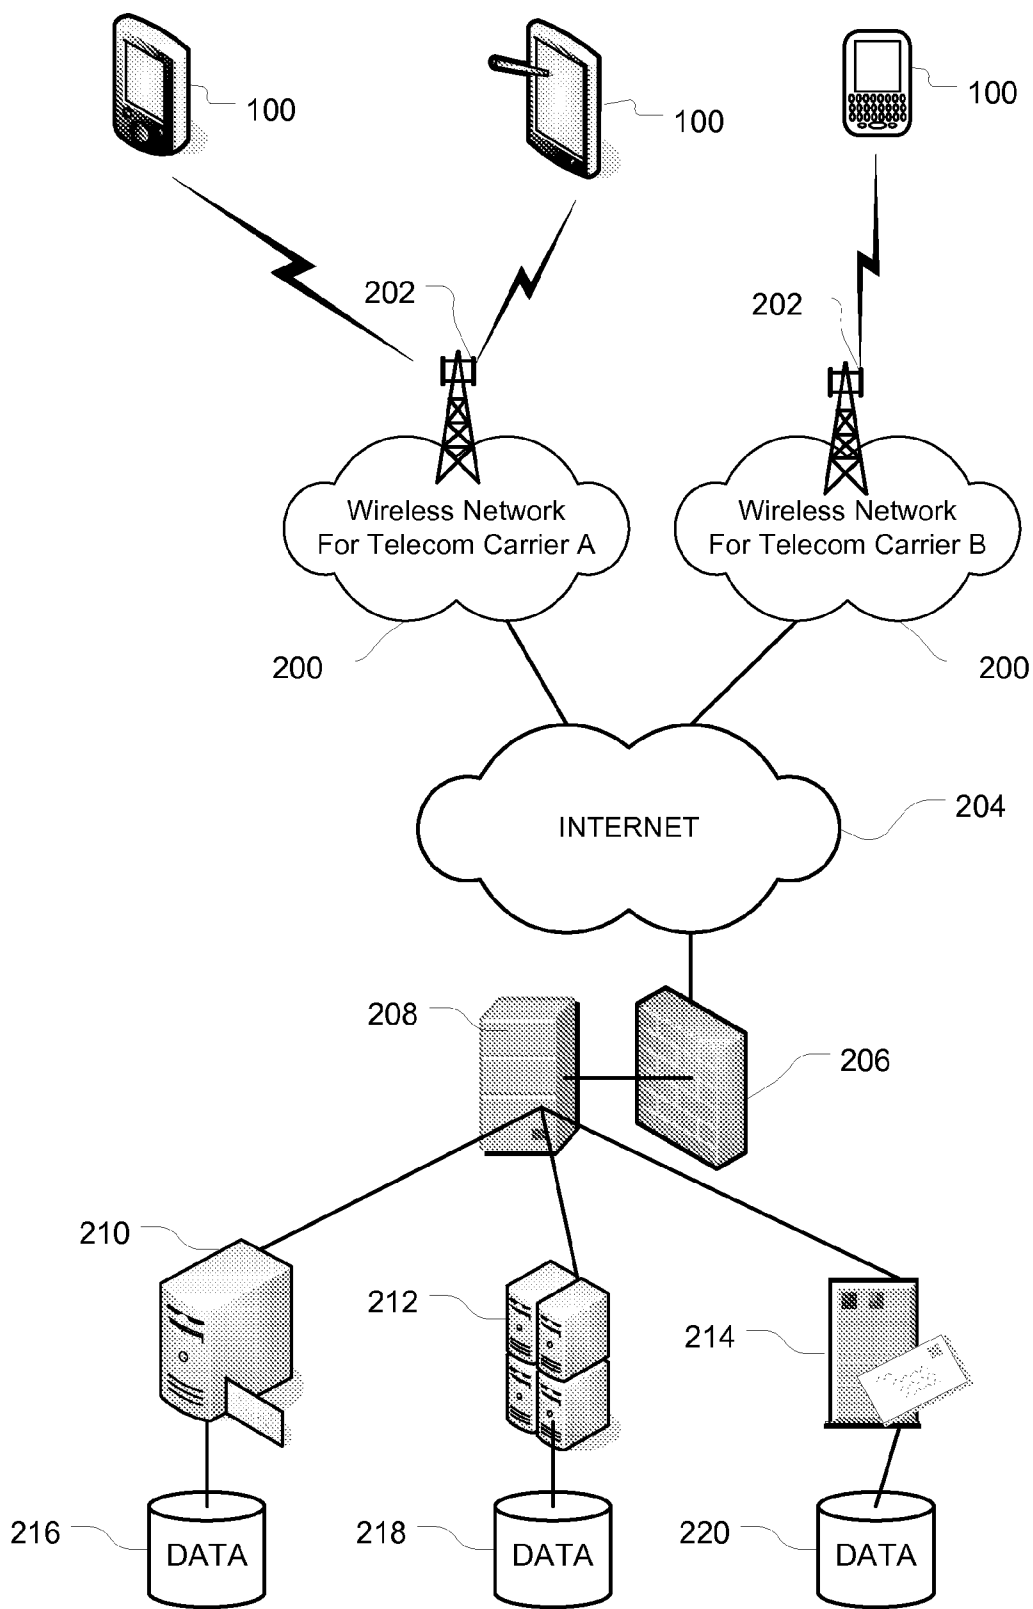 100
100
100
202
202
Wireless Network
For Telecom Carrier A
Wireless Network
For Telecom Carrier B
200
200
INTERNET
204
208
206
210
212
214
216
DATA
218
DATA
220
DATA